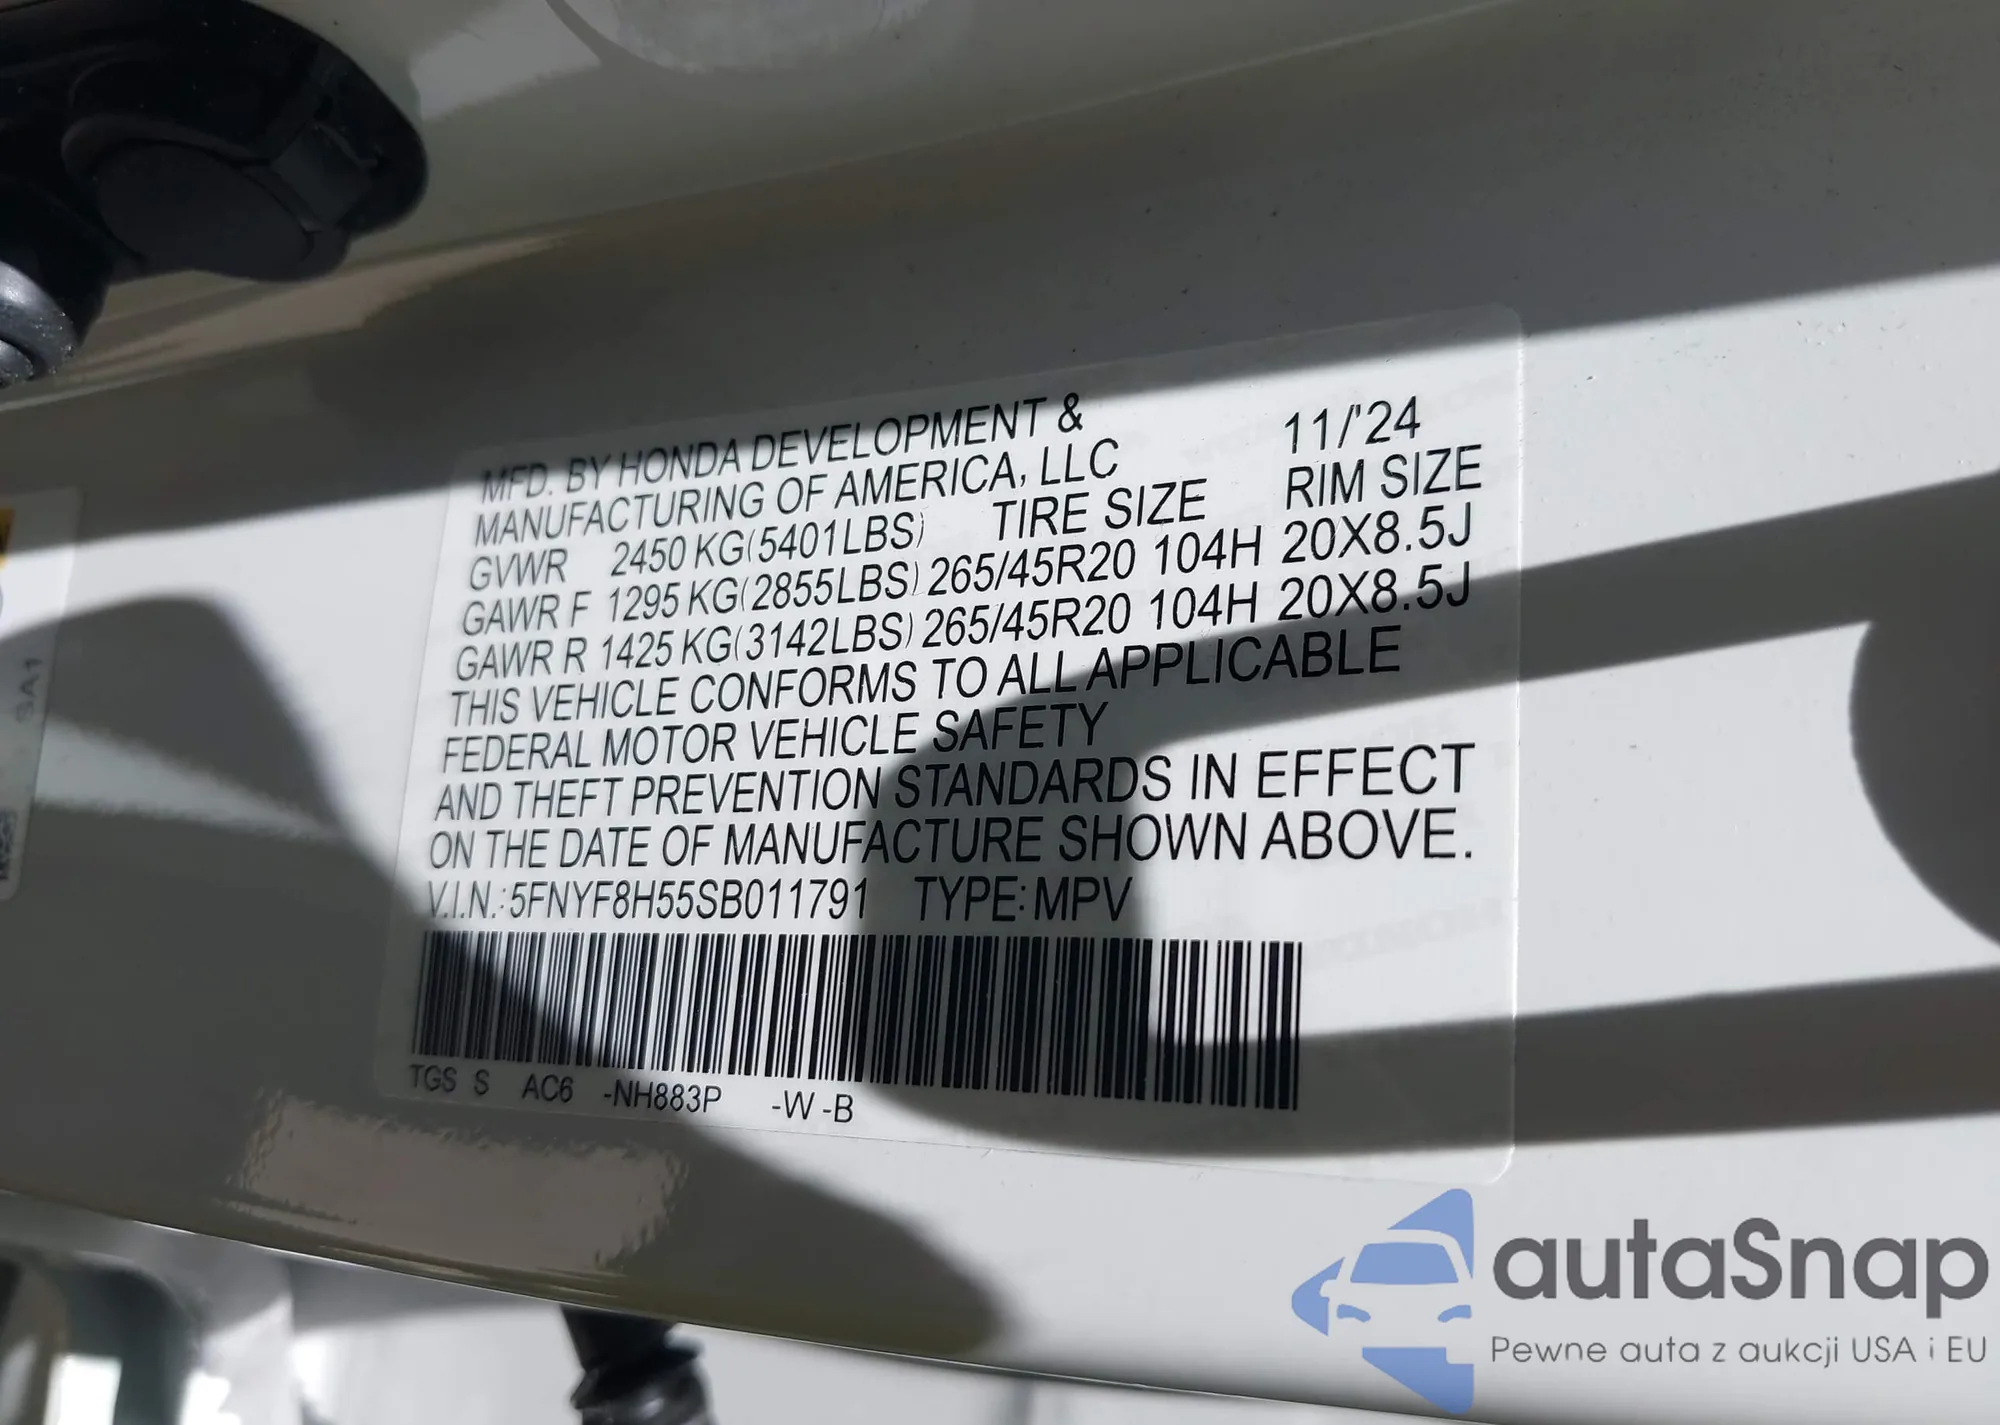 MFD. BY HONDA DEVELOPMENT & 11/'24
MANUFACTURING OF AMERICA, LLC
GVWR 2450 KG(5401LBS) TIRE SIZE RIM SIZE
GAWR F 1295 KG(2855LBS) 265/45R20 104H 20X8.5J
GAWR R 1425 KG(3142LBS) 265/45R20 104H 20X8.5J
THIS VEHICLE CONFORMS TO ALL APPLICABLE
FEDERAL MOTOR VEHICLE SAFETY
AND THEFT PREVENTION STANDARDS IN EFFECT
ON THE DATE OF MANUFACTURE SHOWN ABOVE.
V.I.N.:5FNYF8H55SB011791 TYPE:MPV
TGS S AC6 -NH883P -W -B
SA1
autaSnap
Pewne auta z aukcji USA i EU